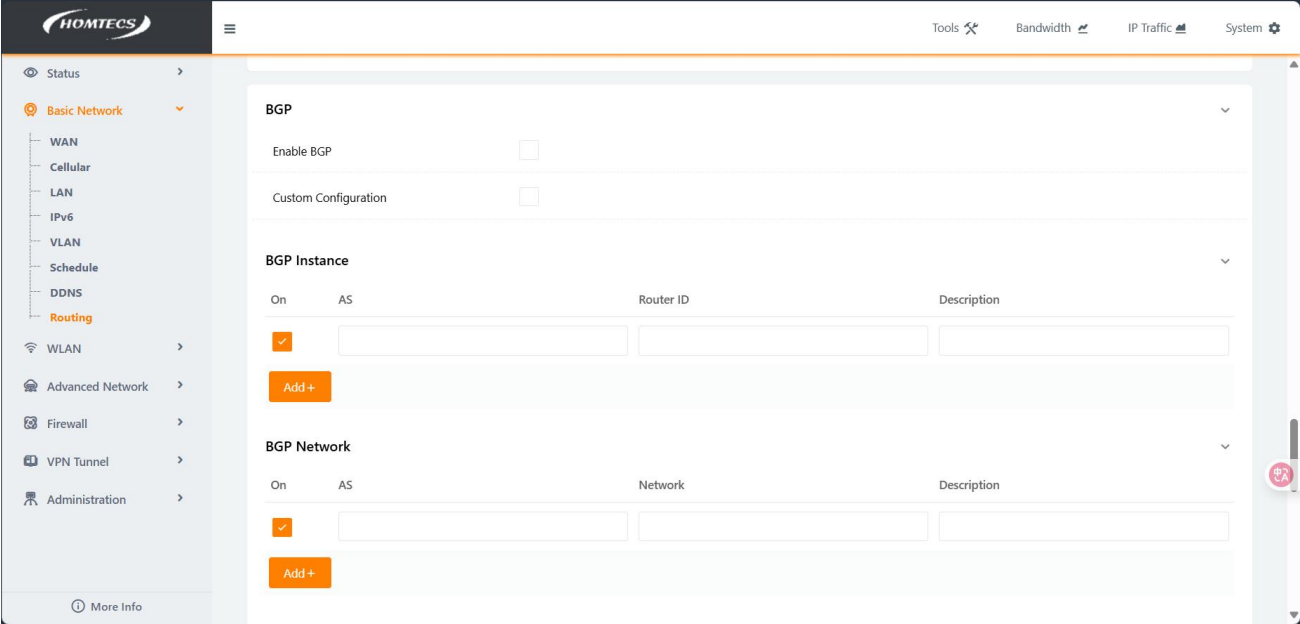 HOMTECS
Tools
Bandwidth
IP Traffic
System
Status
Basic Network
WAN
Cellular
LAN
IPv6
VLAN
Schedule
DDNS
Routing
WLAN
Advanced Network
Firewall
VPN Tunnel
Administration
More Info
BGP
Enable BGP
Custom Configuration
BGP Instance
On AS Router ID Description
Add +
BGP Network
On AS Network Description
Add +
中A